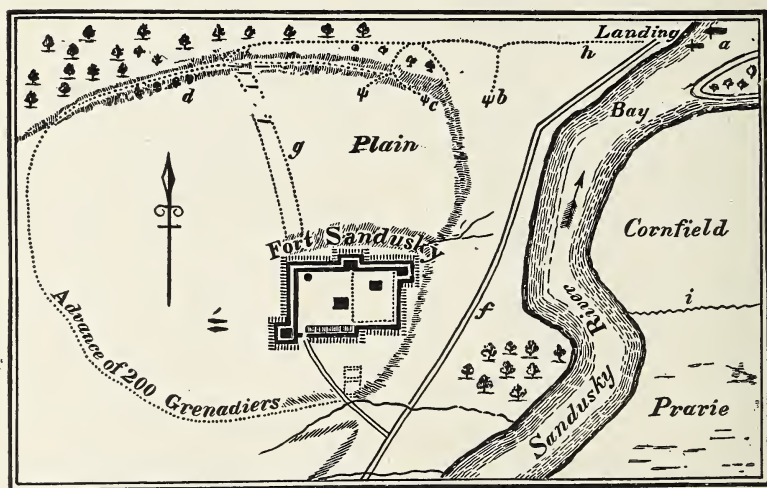 Landing
a
h
d
ψ
ψc
ψb
Bay
g
Plain
Fort Sandusky
Cornfield
Advance of 200 Grenadiers
é
f
i
River
Sandusky
Prarie